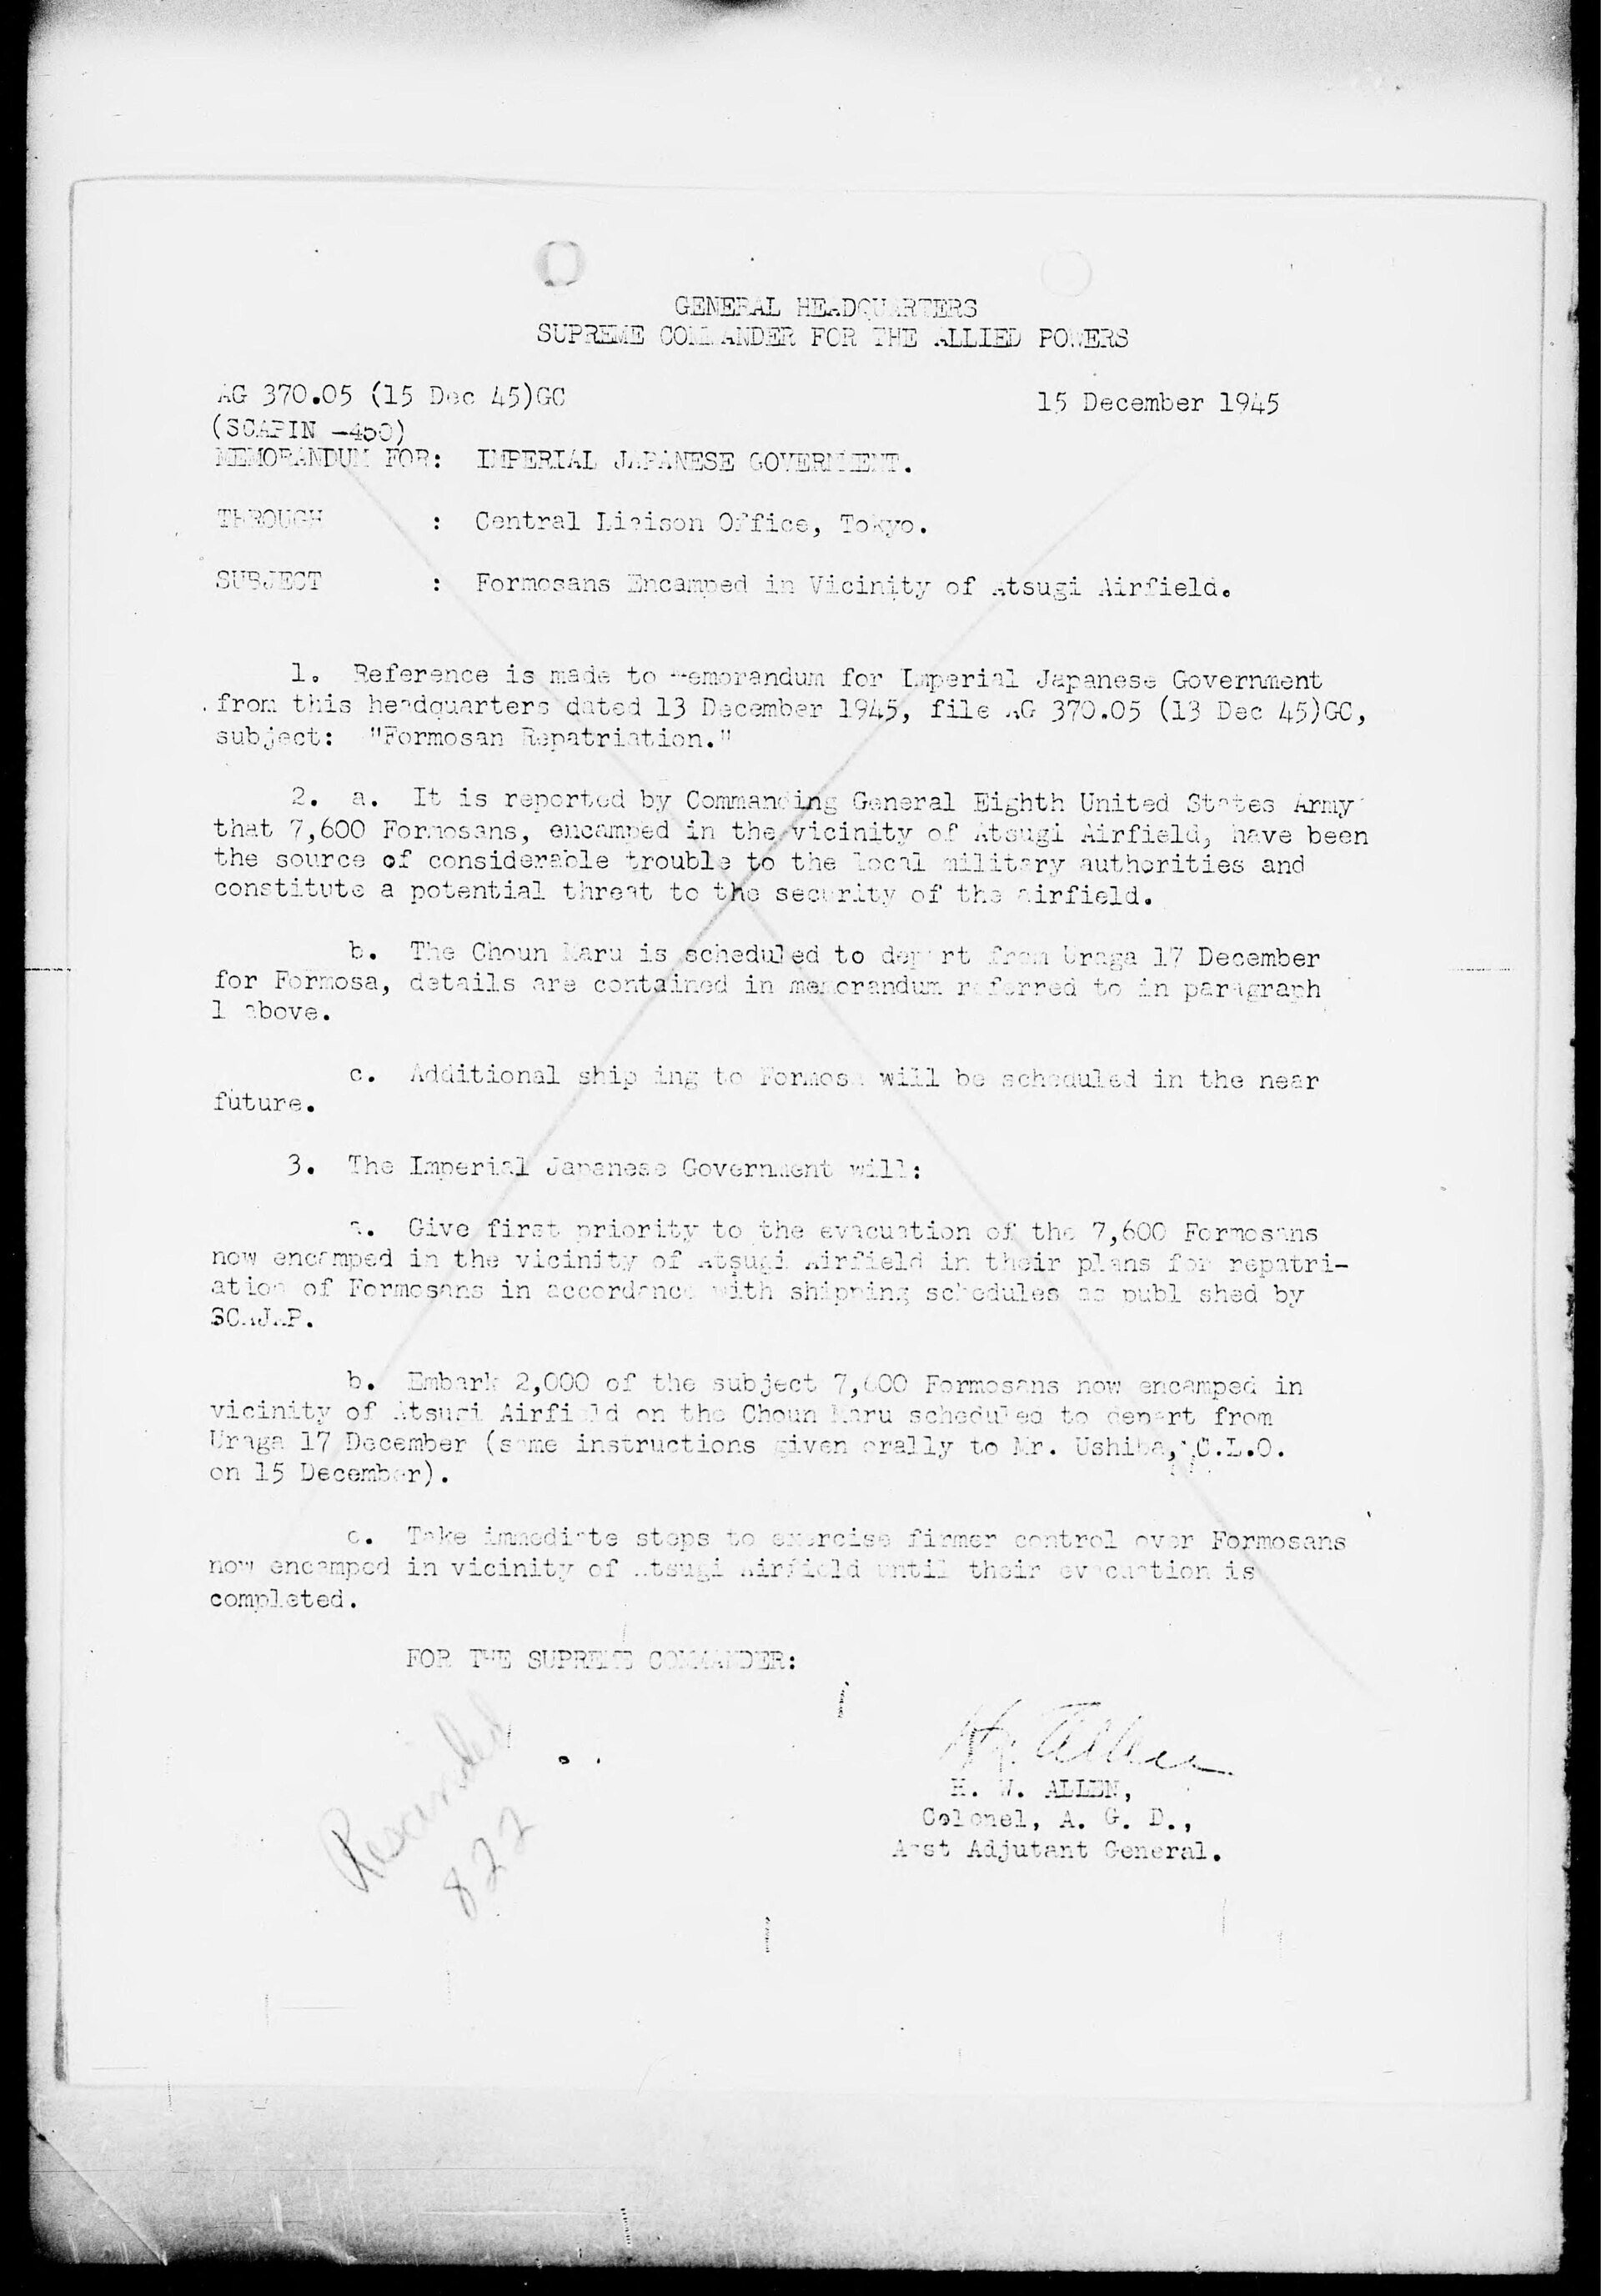 GENERAL HEADQUARTERS
SUPREME COMMANDER FOR THE ALLIED POWERS
AG 370.05 (15 Dec 45)GC
15 December 1945
(SCAPIN -450)
MEMORANDUM FOR: IMPERIAL JAPANESE GOVERNMENT.
THROUGH : Central Liaison Office, Tokyo.
SUBJECT : Formosans Encamped in Vicinity of Atsugi Airfield.
1. Reference is made to memorandum for Imperial Japanese Government
from this headquarters dated 13 December 1945, file AG 370.05 (13 Dec 45)GC,
subject: "Formosan Repatriation."
2. a. It is reported by Commanding General Eighth United States Army
that 7,600 Formosans, encamped in the vicinity of Atsugi Airfield, have been
the source of considerable trouble to the local military authorities and
constitute a potential threat to the security of the airfield.
b. The Choun Maru is scheduled to depart from Uraga 17 December
for Formosa, details are contained in memorandum referred to in paragraph
1 above.
c. Additional shipping to Formosa will be scheduled in the near
future.
3. The Imperial Japanese Government will:
a. Give first priority to the evacuation of the 7,600 Formosans
now encamped in the vicinity of Atsugi Airfield in their plans for repatri-
ation of Formosans in accordance with shipping schedules as published by
SCAJAP.
b. Embark 2,000 of the subject 7,600 Formosans now encamped in
vicinity of Atsugi Airfield on the Choun Maru scheduled to depart from
Uraga 17 December (same instructions given orally to Mr. Ushiba, C.L.O.
on 15 December).
c. Take immediate steps to exercise firmer control over Formosans
now encamped in vicinity of Atsugi Airfield until their evacuation is
completed.
FOR THE SUPREME COMMANDER:
H. W. Allen
H. W. ALLEN,
Colonel, A. G. D.,
Asst Adjutant General.
Rescinded
822